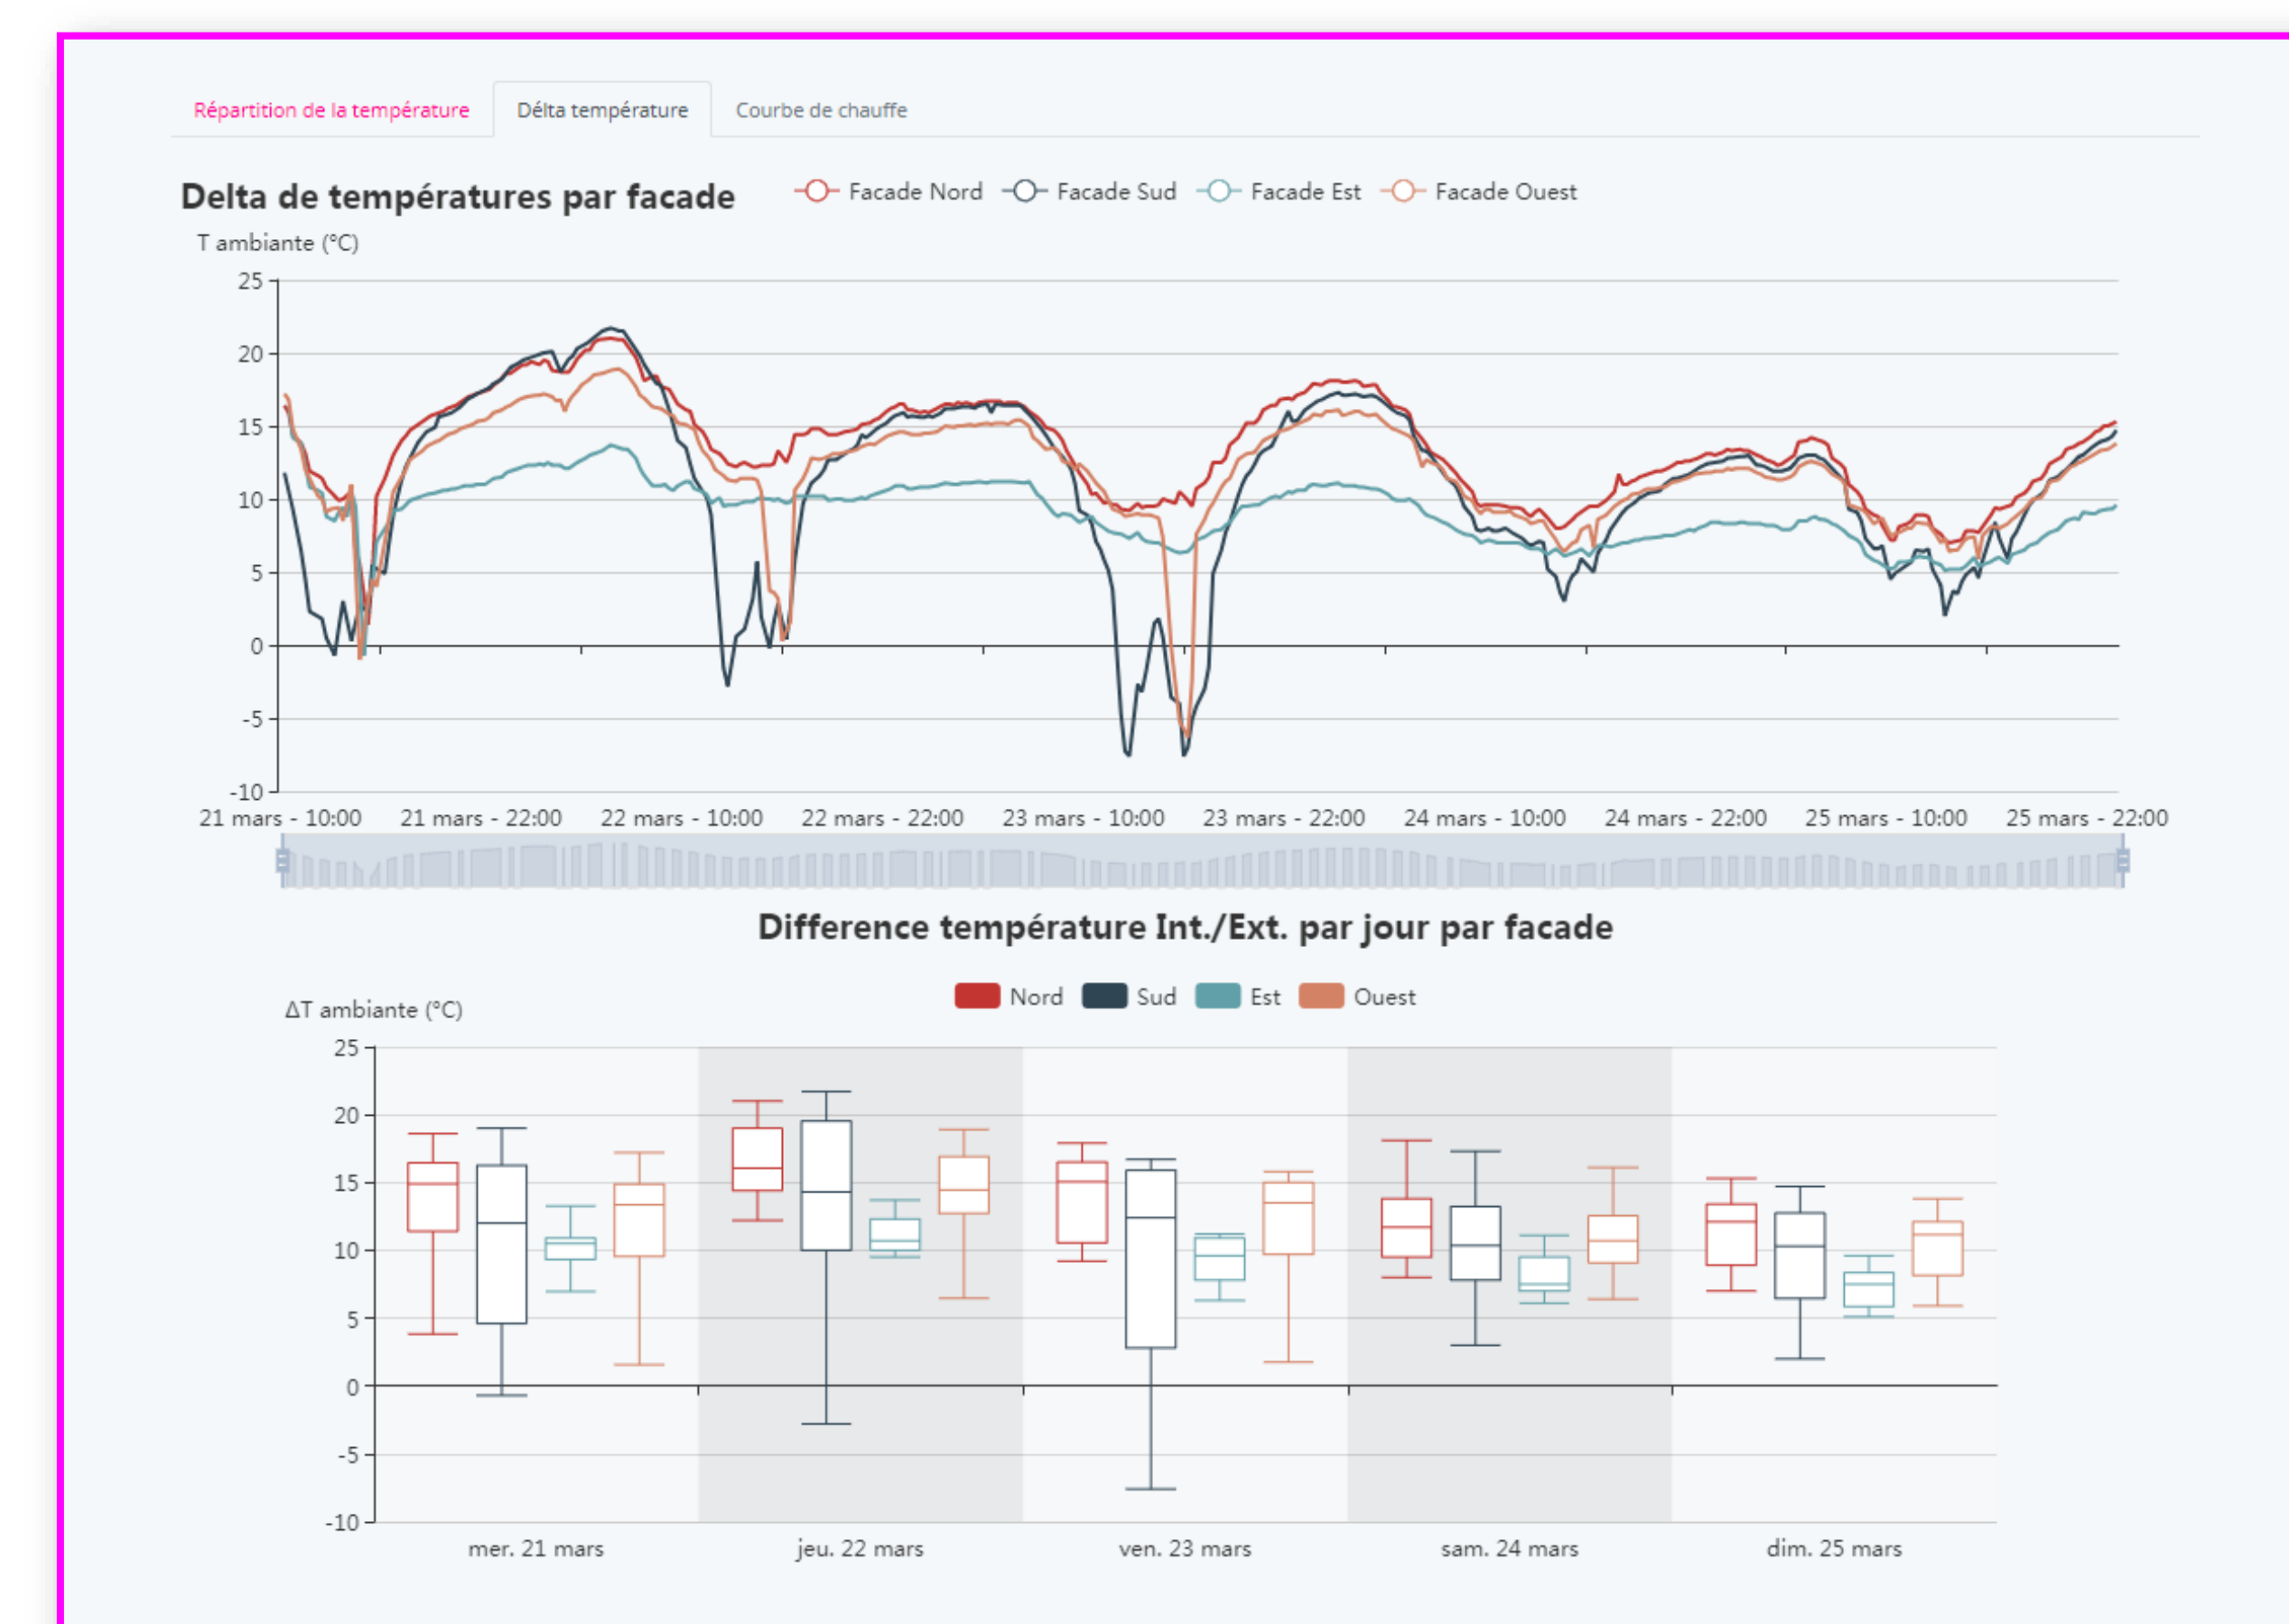 Répartition de la température Délta température Courbe de chauffe
Delta de températures par facade Facade Nord Facade Sud Facade Est Facade Ouest
T ambiante (°C)
25
20
15
10
5
0
-5
-10
21 mars - 10:00 21 mars - 22:00 22 mars - 10:00 22 mars - 22:00 23 mars - 10:00 23 mars - 22:00 24 mars - 10:00 24 mars - 22:00 25 mars - 10:00 25 mars - 22:00
Difference température Int./Ext. par jour par facade
Nord Sud Est Ouest
ΔT ambiante (°C)
25
20
15
10
5
0
-5
-10
mer. 21 mars jeu. 22 mars ven. 23 mars sam. 24 mars dim. 25 mars